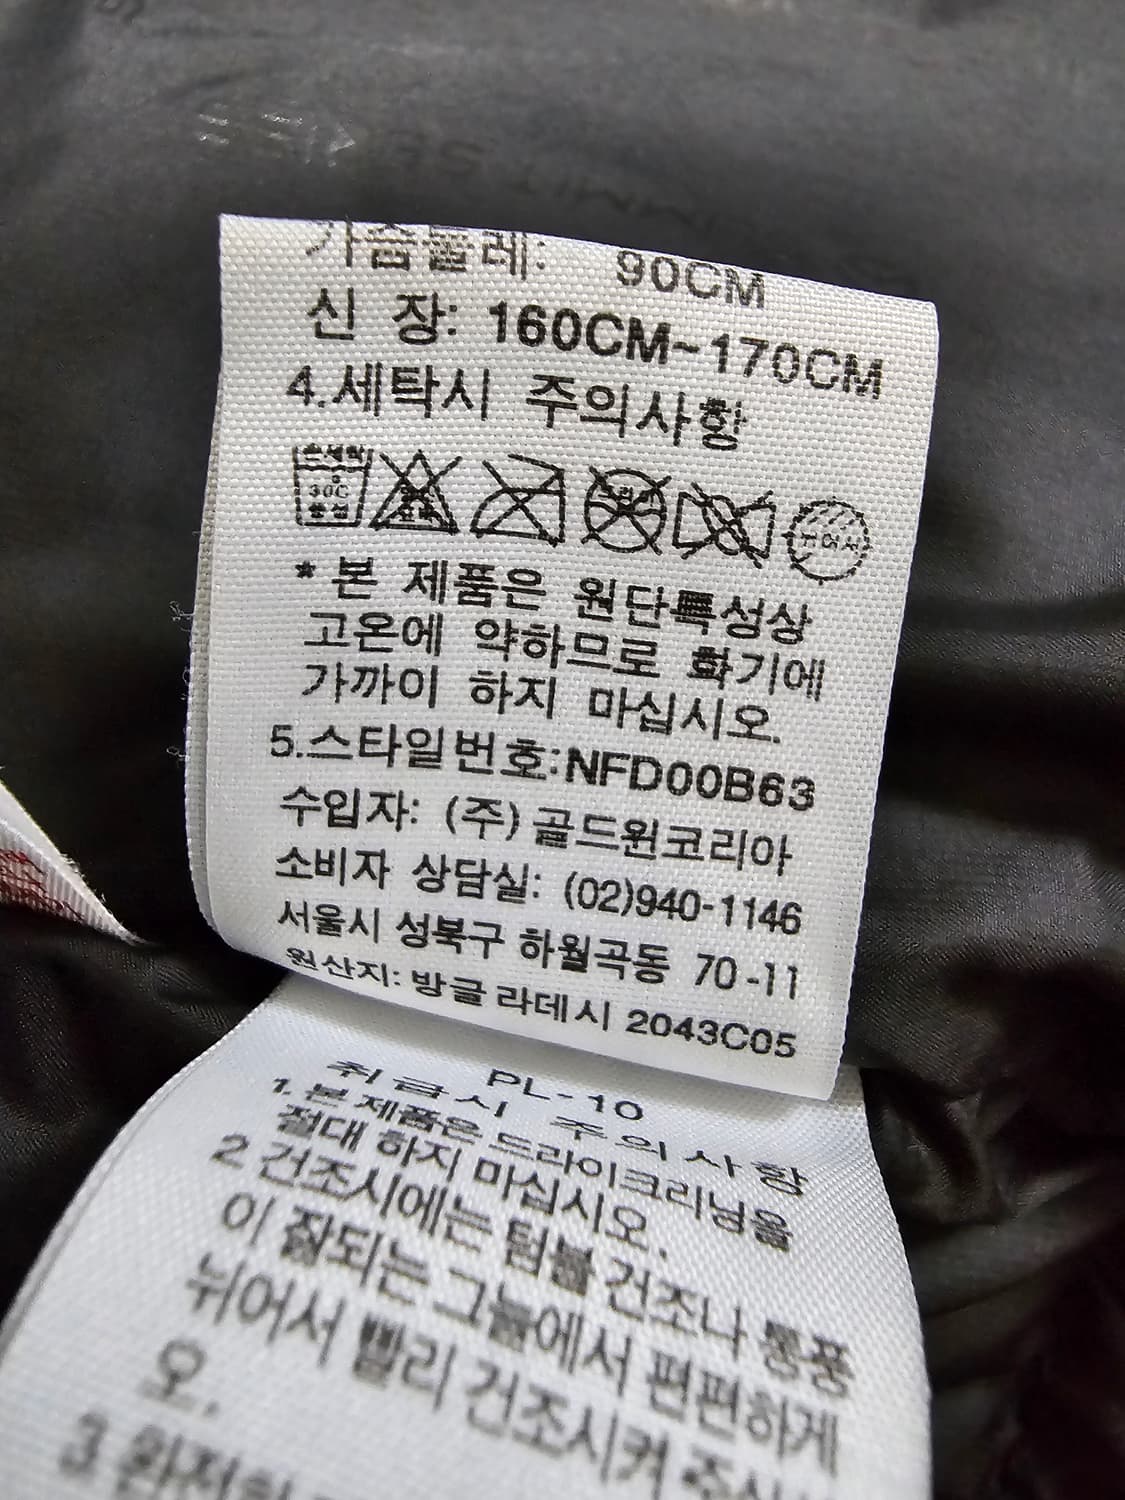 가슴둘레: 90CM
신 장: 160CM~170CM
4.세탁시 주의사항
손세탁
30℃
중성
뉘어서
*본 제품은 원단특성상
고온에 약하므로 화기에
가까이 하지 마십시오.
5.스타일번호:NFD00B63
수입자: (주)골드윈코리아
소비자 상담실: (02)940-1146
서울시 성북구 하월곡동 70-11
원산지: 방글라데시 2043C05
PL-10
취급시 주의사항
1.본 제품은 드라이크리닝을
절대 하지 마십시오.
2 건조시에는 텀블 건조나 통풍
이 잘되는 그늘에서 편편하게
뉘어서 빨리 건조시켜
오.
3